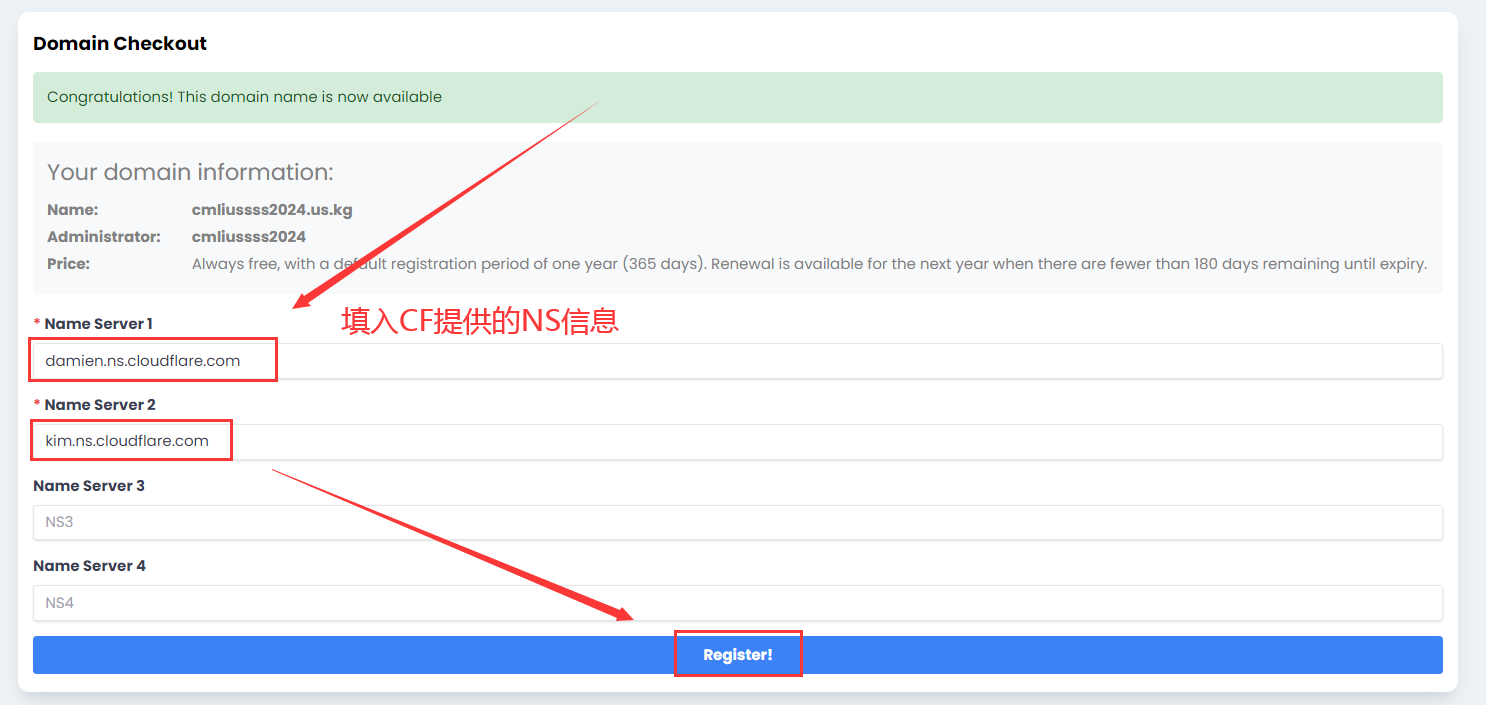 Domain Checkout
Congratulations! This domain name is now available
Your domain information:
Name: cmliussss2024.us.kg
Administrator: cmliussss2024
Price: Always free, with a default registration period of one year (365 days). Renewal is available for the next year when there are fewer than 180 days remaining until expiry.
填入CF提供的NS信息
* Name Server 1
damien.ns.cloudflare.com
* Name Server 2
kim.ns.cloudflare.com
Name Server 3
NS3
Name Server 4
NS4
Register!